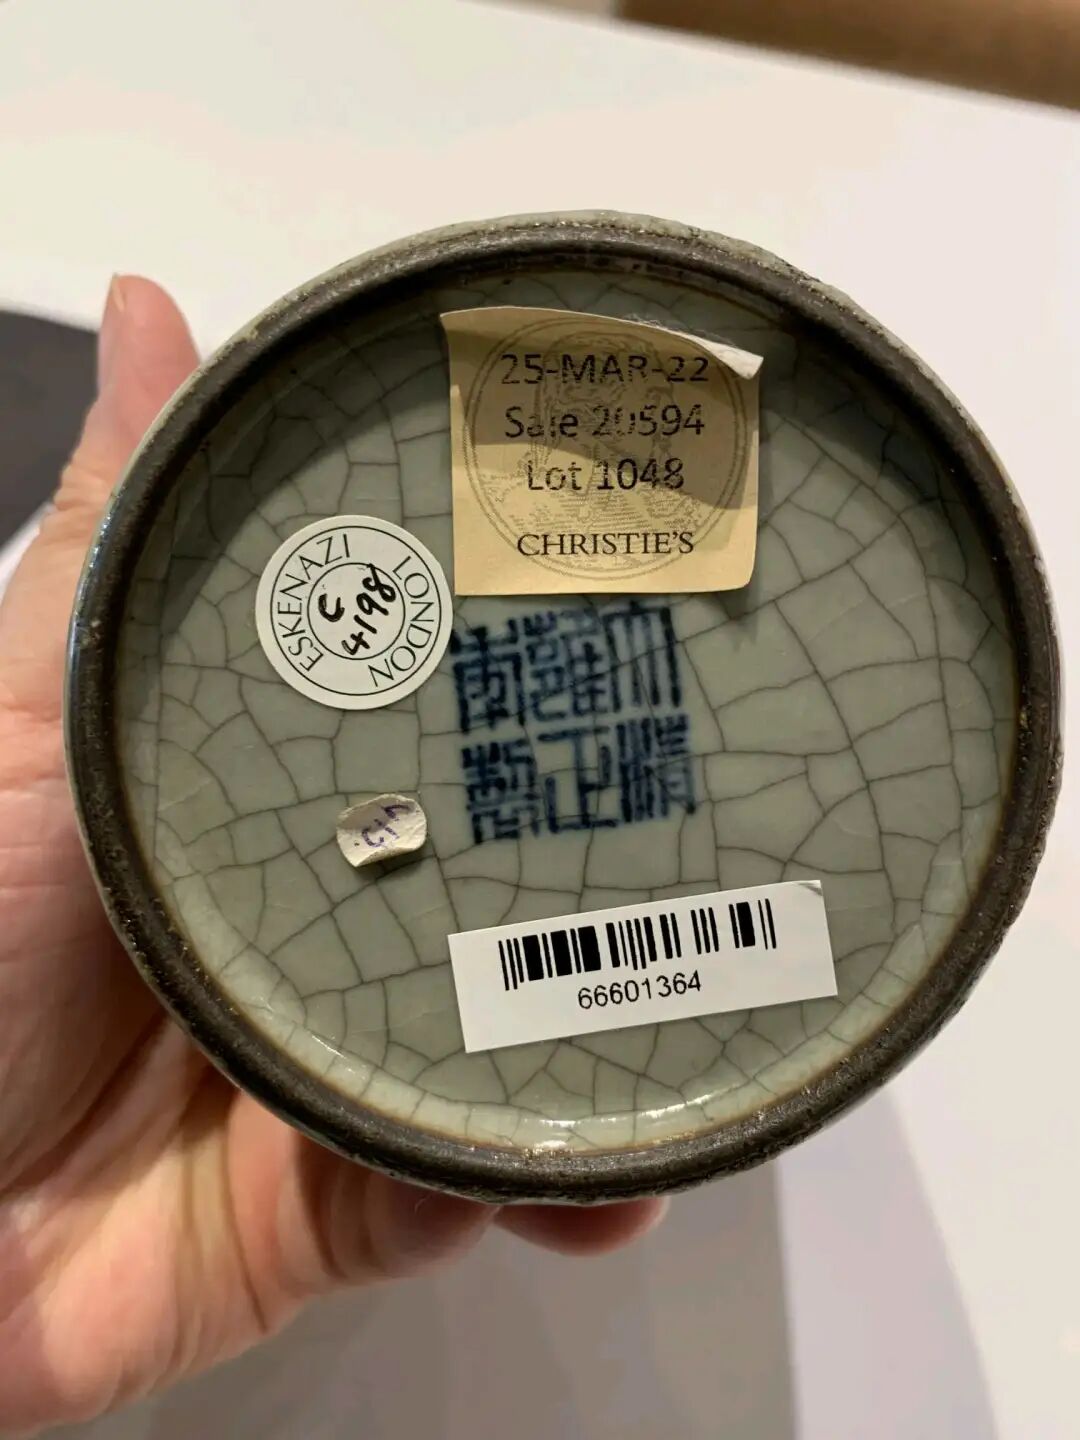 25-MAR-22
Sale 20594
Lot 1048
CHRISTIE'S
ESKENAZI LONDON
C
4198
大清
雍正
年製
66601364